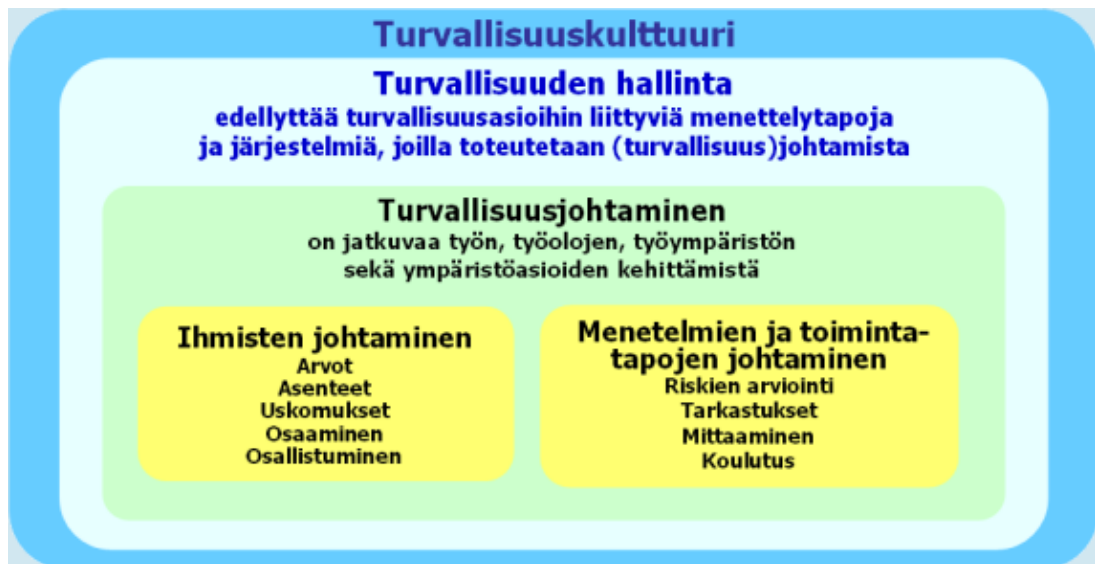 Turvallisuuskulttuuri
Turvallisuuden hallinta
edellyttää turvallisuusasioihin liittyviä menettelytapoja
ja järjestelmiä, joilla toteutetaan (turvallisuus)johtamista
Turvallisuusjohtaminen
on jatkuvaa työn, työolojen, työympäristön
sekä ympäristöasioiden kehittämistä
Ihmisten johtaminen
Arvot
Asenteet
Uskomukset
Osaaminen
Osallistuminen
Menetelmien ja toiminta-
tapojen johtaminen
Riskien arviointi
Tarkastukset
Mittaaminen
Koulutus